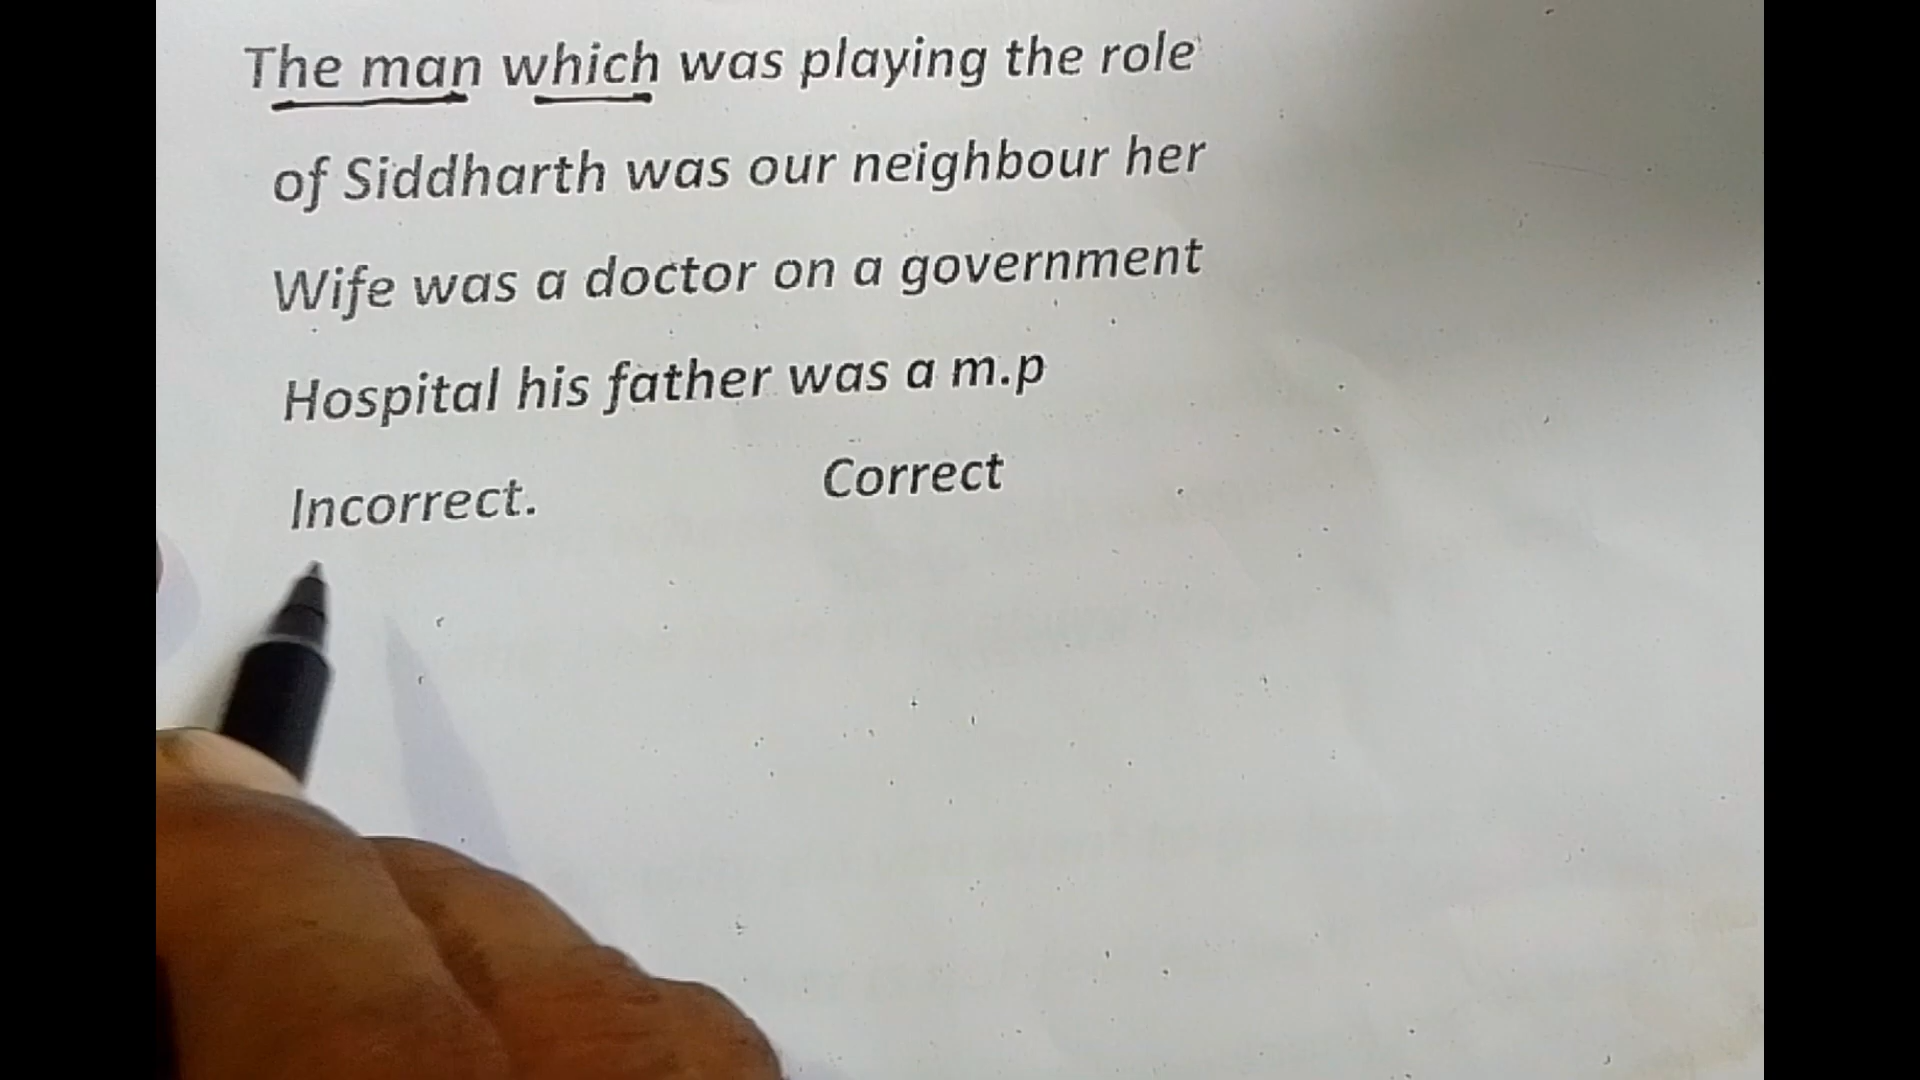 The man which was playing the role
of Siddharth was our neighbour her
Wife was a doctor on a government
Hospital his father was a m.p
Incorrect. Correct